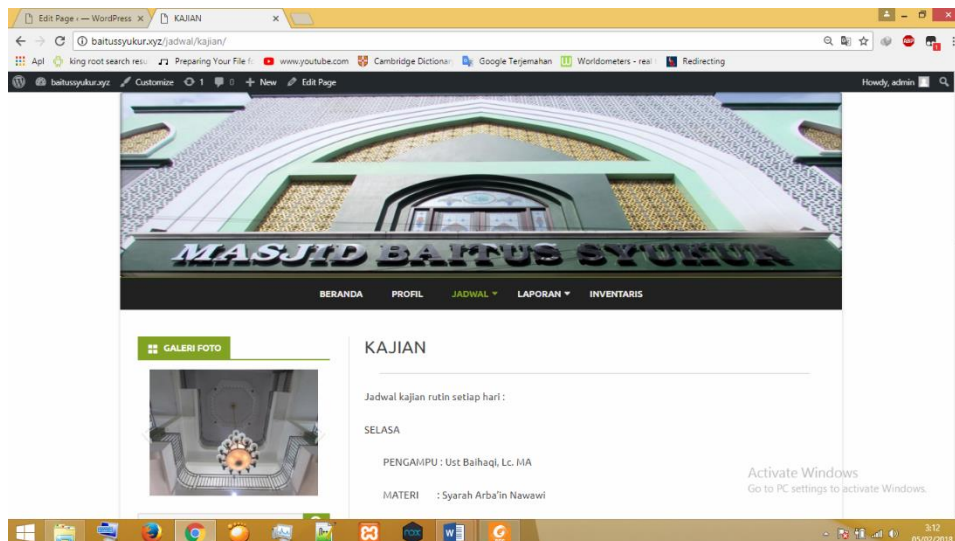 Edit Page ‹ — WordPress
KAJIAN
baitussyukur.xyz/jadwal/kajian/
Apl
king root search resu
Preparing Your File f
www.youtube.com
Cambridge Dictionar
Google Terjemahan
Worldometers - real
Redirecting
baitussyukur.xyz
Customize
1
0
New
Edit Page
Howdy, admin
MASJID BAITUS SYUKUR
BERANDA PROFIL JADWAL LAPORAN INVENTARIS
GALERI FOTO
KAJIAN
Jadwal kajian rutin setiap hari :
SELASA
PENGAMPU : Ust Baihaqi, Lc. MA
MATERI : Syarah Arba'in Nawawi
Activate Windows
Go to PC settings to activate Windows.
3:12
05/02/2018